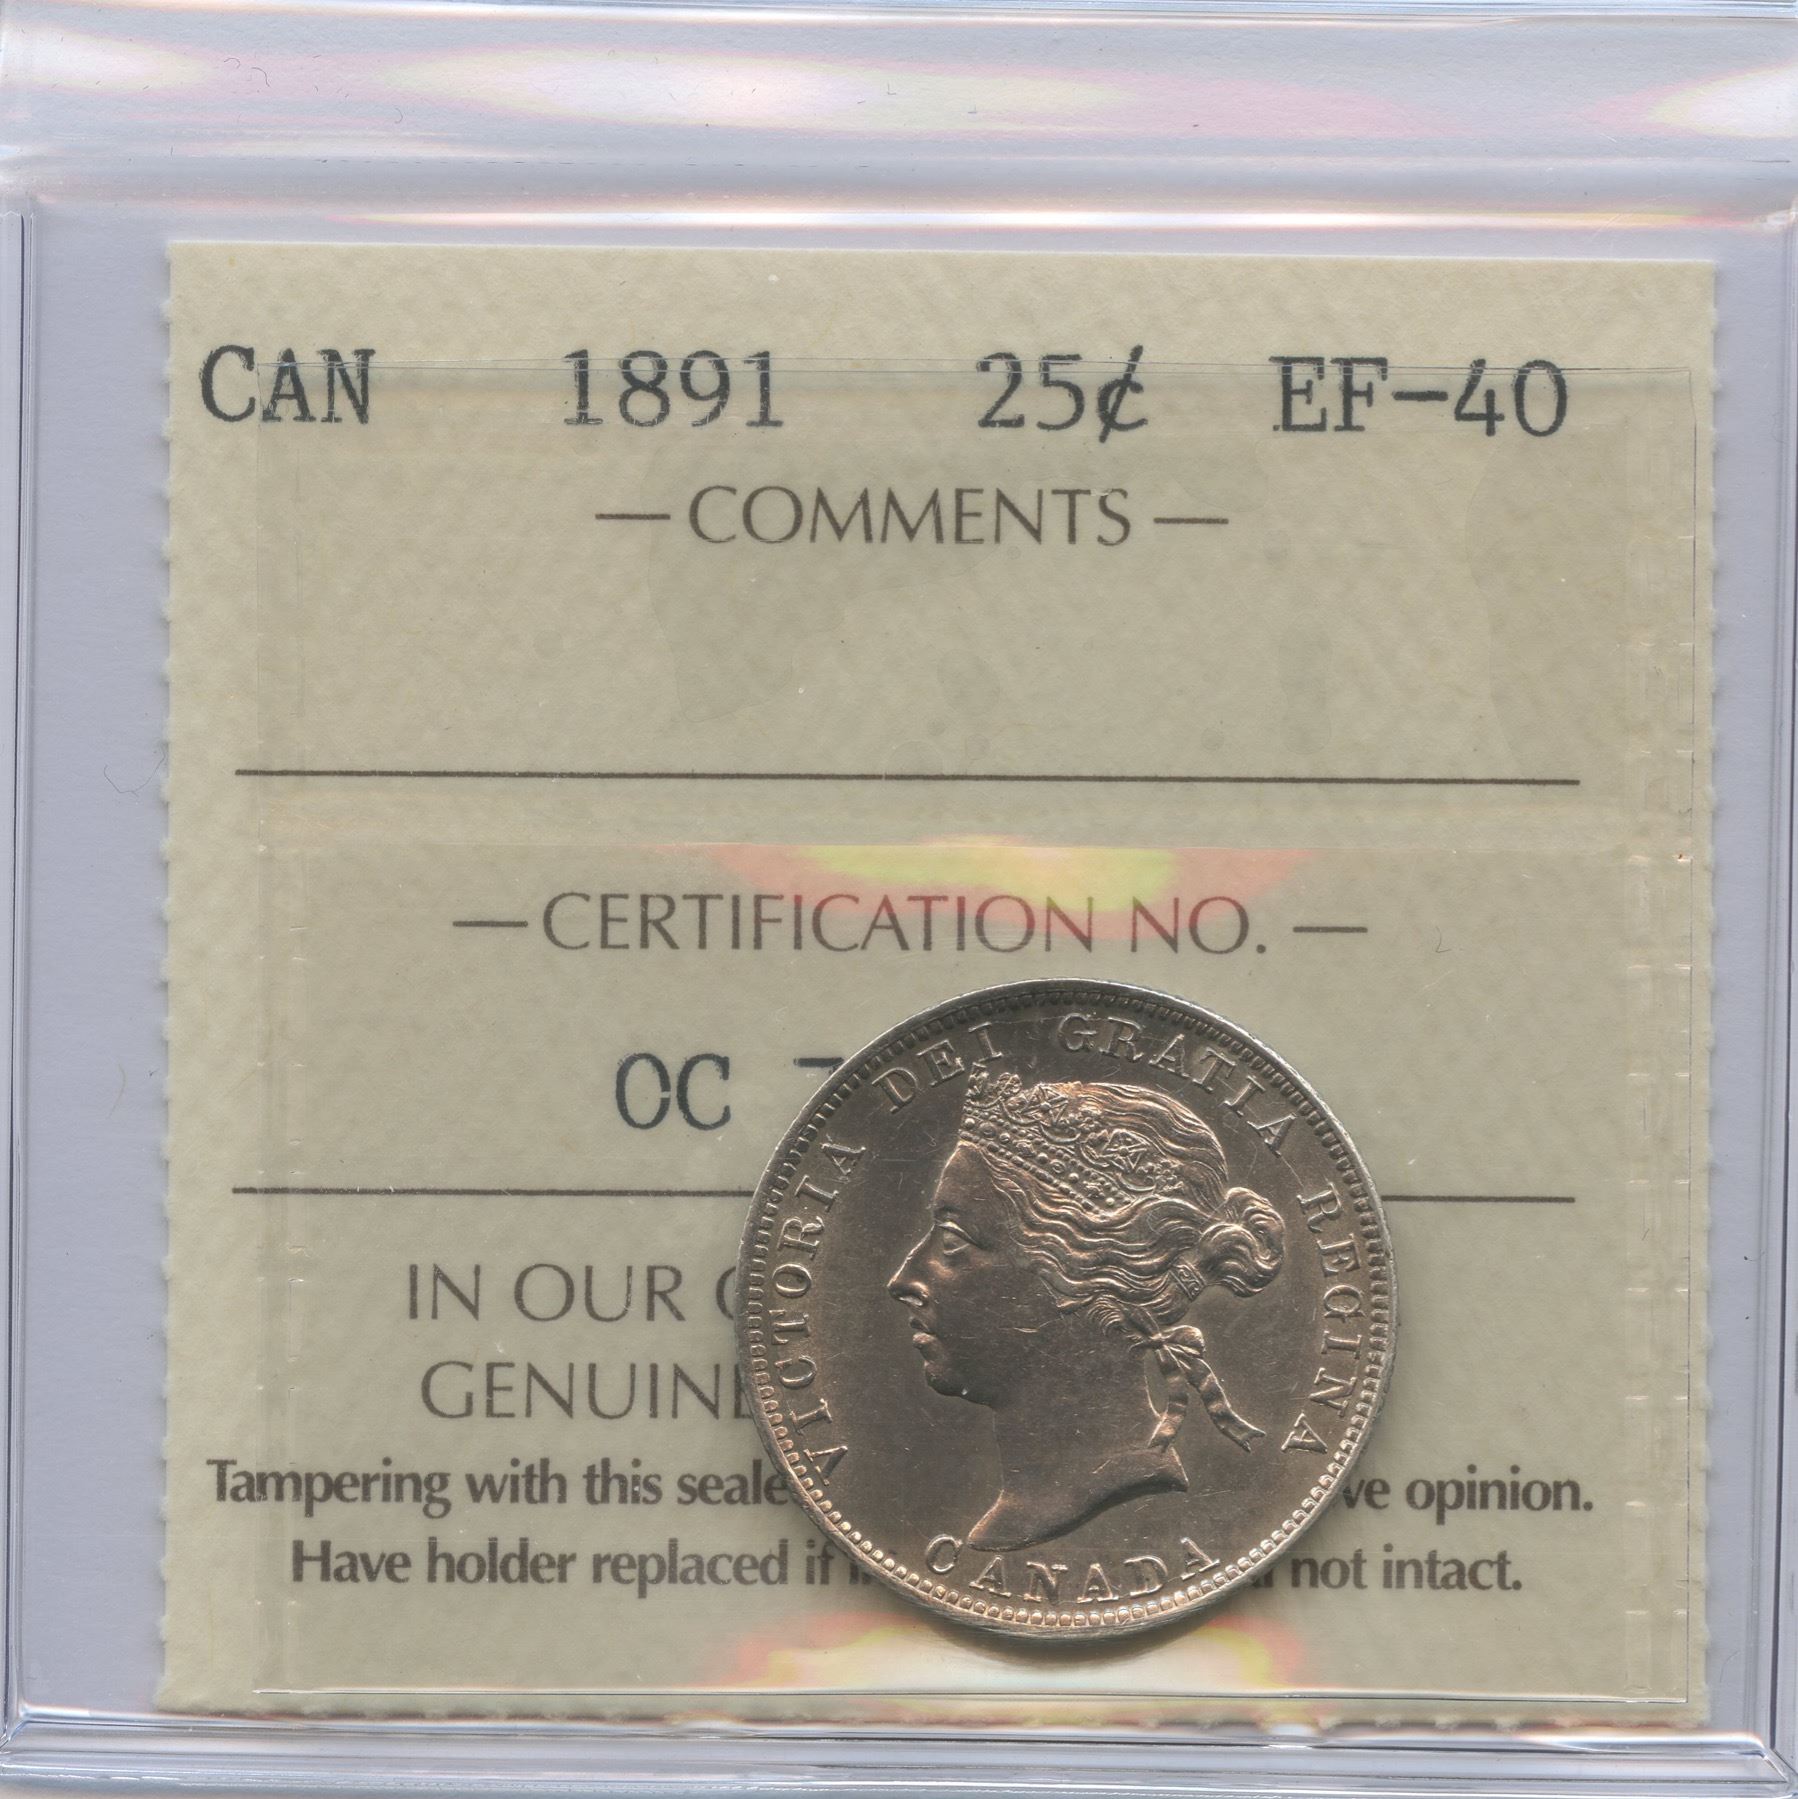 CAN 1891 25¢ EF-40
— COMMENTS —
— CERTIFICATION NO. —
OC
IN OUR
GENUINE
Tampering with this seale ve opinion.
Have holder replaced if not intact.
VICTORIA DEI GRATIA REGINA
CANADA